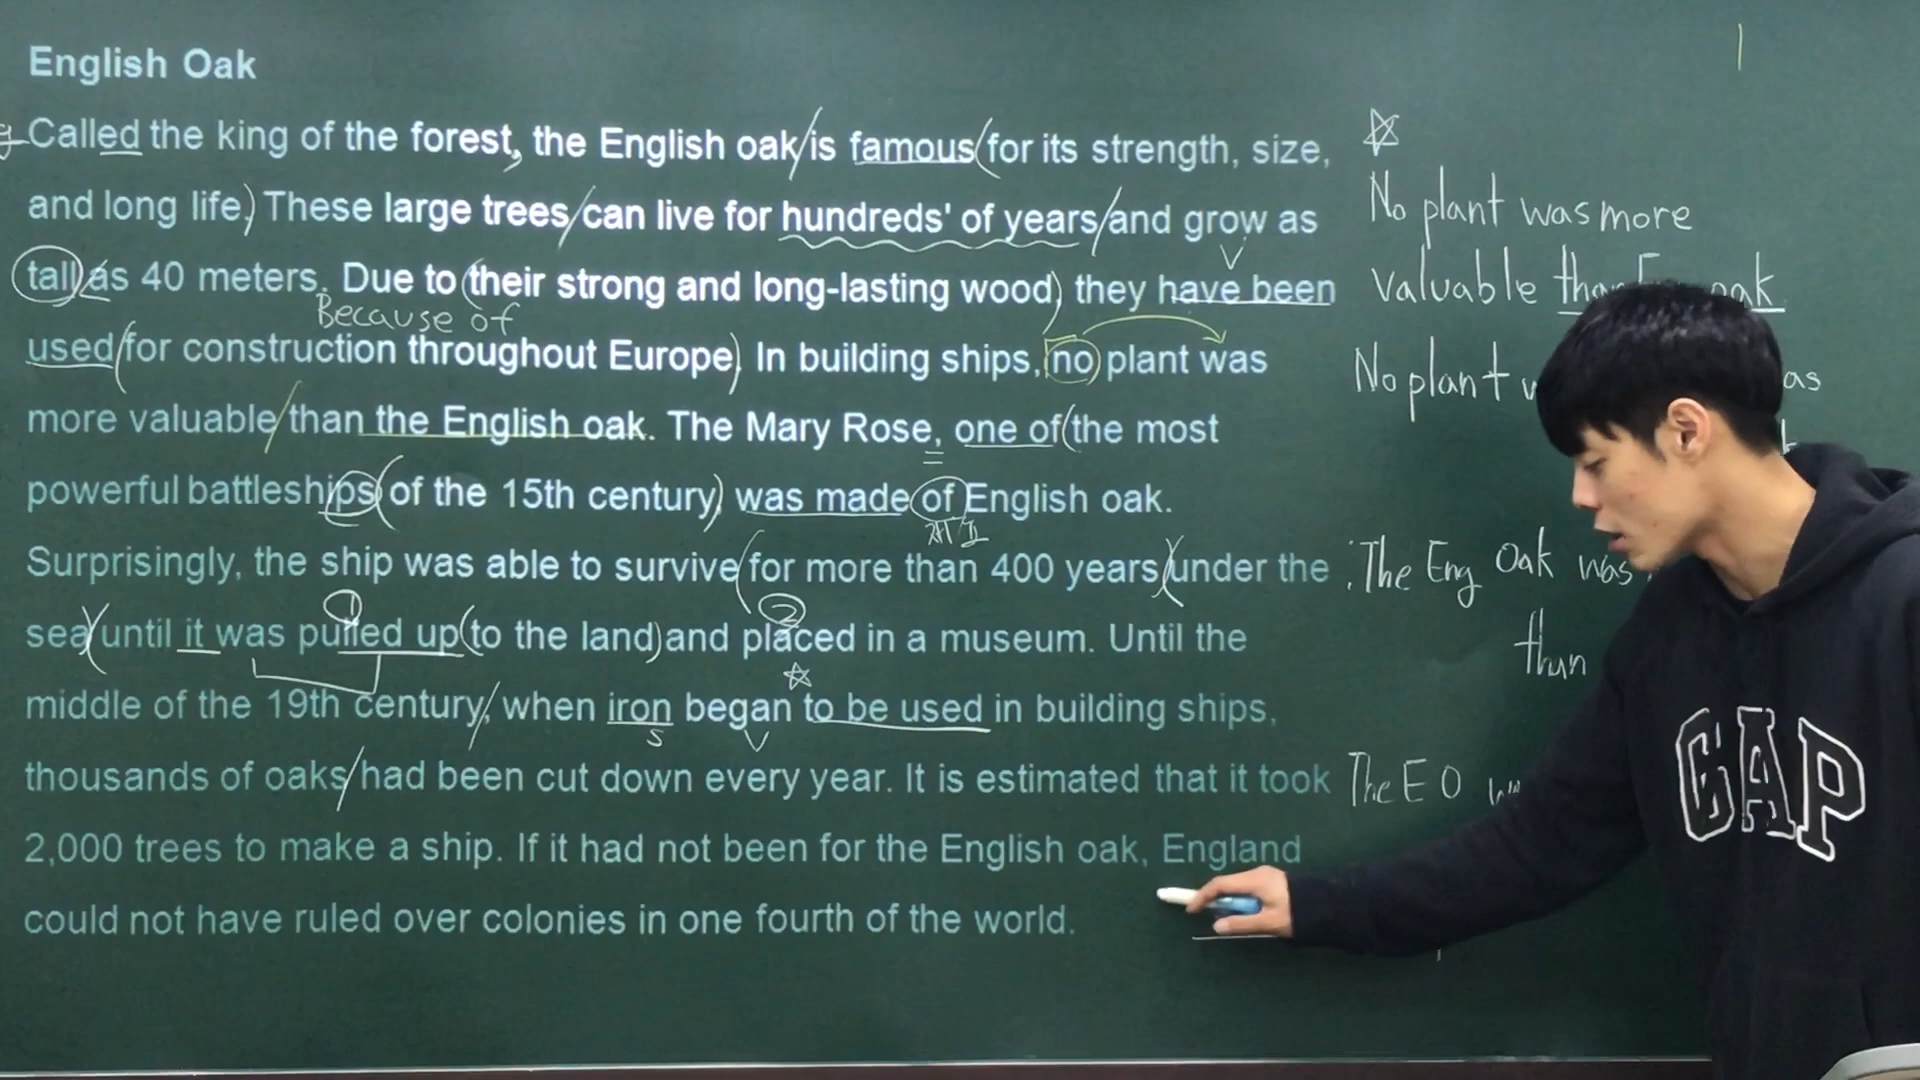 English Oak
Called the king of the forest, the English oak is famous for its strength, size,
and long life. These large trees can live for hundreds' of years and grow as
tall as 40 meters. Due to their strong and long-lasting wood, they have been
Because of
used for construction throughout Europe. In building ships, no plant was
more valuable than the English oak. The Mary Rose, one of the most
powerful battleships of the 15th century, was made of English oak.
재료
Surprisingly, the ship was able to survive for more than 400 years under the
① ②
sea until it was pulled up to the land and placed in a museum. Until the
middle of the 19th century, when iron began to be used in building ships,
S V
thousands of oaks had been cut down every year. It is estimated that it took
2,000 trees to make a ship. If it had not been for the English oak, England
could not have ruled over colonies in one fourth of the world.
No plant was more
valuable than oak
No plant as
The Eng Oak was
than
The E O
GAP